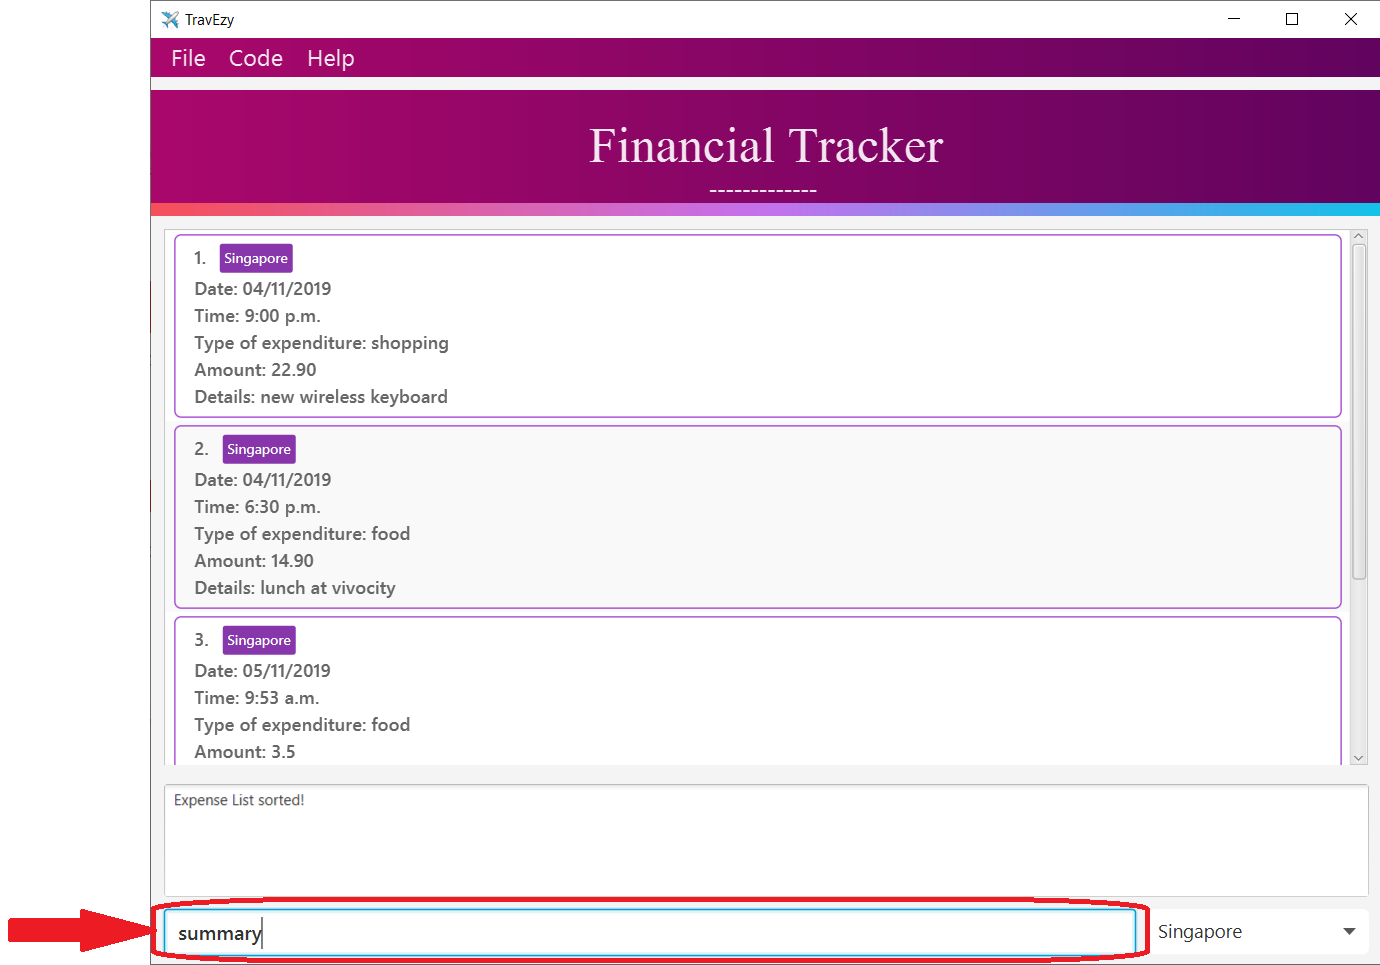 TravEzy
File Code Help
Financial Tracker
-------------
1. Singapore
Date: 04/11/2019
Time: 9:00 p.m.
Type of expenditure: shopping
Amount: 22.90
Details: new wireless keyboard
2. Singapore
Date: 04/11/2019
Time: 6:30 p.m.
Type of expenditure: food
Amount: 14.90
Details: lunch at vivocity
3. Singapore
Date: 05/11/2019
Time: 9:53 a.m.
Type of expenditure: food
Amount: 3.5
Expense List sorted!
summary
Singapore